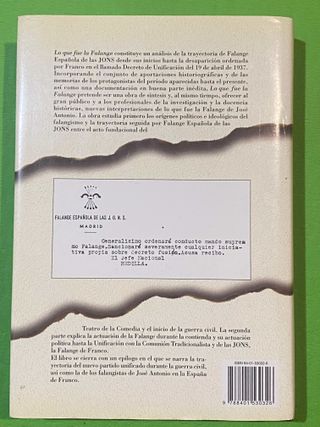 Lo que fue la Falange constituye un análisis de la trayectoria de Falange
Española de las JONS desde sus inicios hasta la desaparición ordenada
por Franco en el llamado Decreto de Unificación del 19 de abril de 1937.
Incorporando el conjunto de aportaciones historiográficas y de las
memorias de los protagonistas del período aparecidas hasta el presente,
así como una documentación en buena parte inédita, Lo que fue la
Falange pretende ser una obra de síntesis y, al mismo tiempo, ofrecer al
gran público y a los profesionales de la investigación y la docencia
históricas, nuevas interpretaciones de lo que fue la Falange de José
Antonio. La obra estudia primero los orígenes políticos e ideológicos del
falangismo y la trayectoria seguida por Falange Española de las
JONS entre el acto fundacional del
FALANGE ESPAÑOLA DE LAS J. O. N. S.
MADRID
Generalísimo ordenará conducto mando supre
mo Falange.Sancionará severamente cualquier inicia-
tiva propia sobre Decreto fusión.Acusa recibo.
El Jefe Nacional
HEDILLA.
Teatro de la Comedia y el inicio de la guerra civil. La segunda
parte explica la actuación de la Falange durante la contienda y su actuación
política hasta la Unificación con la Comunión Tradicionalista y de las JONS,
la Falange de Franco.
El libro se cierra con un epílogo en el que se narra la
trayectoria del nuevo partido unificado durante la guerra civil,
así como la de los falangistas de José Antonio en la España
de Franco.
ISBN 84-01-53032-6
9 788401 530326